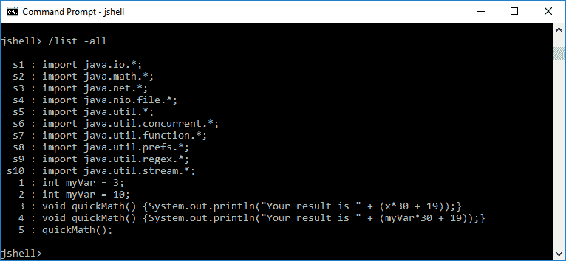 Command Prompt - jshell
jshell> /list -all
s1 : import java.io.*;
s2 : import java.math.*;
s3 : import java.net.*;
s4 : import java.nio.file.*;
s5 : import java.util.*;
s6 : import java.util.concurrent.*;
s7 : import java.util.function.*;
s8 : import java.util.prefs.*;
s9 : import java.util.regex.*;
s10 : import java.util.stream.*;
1 : int myVar = 3;
2 : int myVar = 10;
3 : void quickMath() {System.out.println("Your result is " + (x*30 + 19));}
4 : void quickMath() {System.out.println("Your result is " + (myVar*30 + 19));}
5 : quickMath();
jshell>